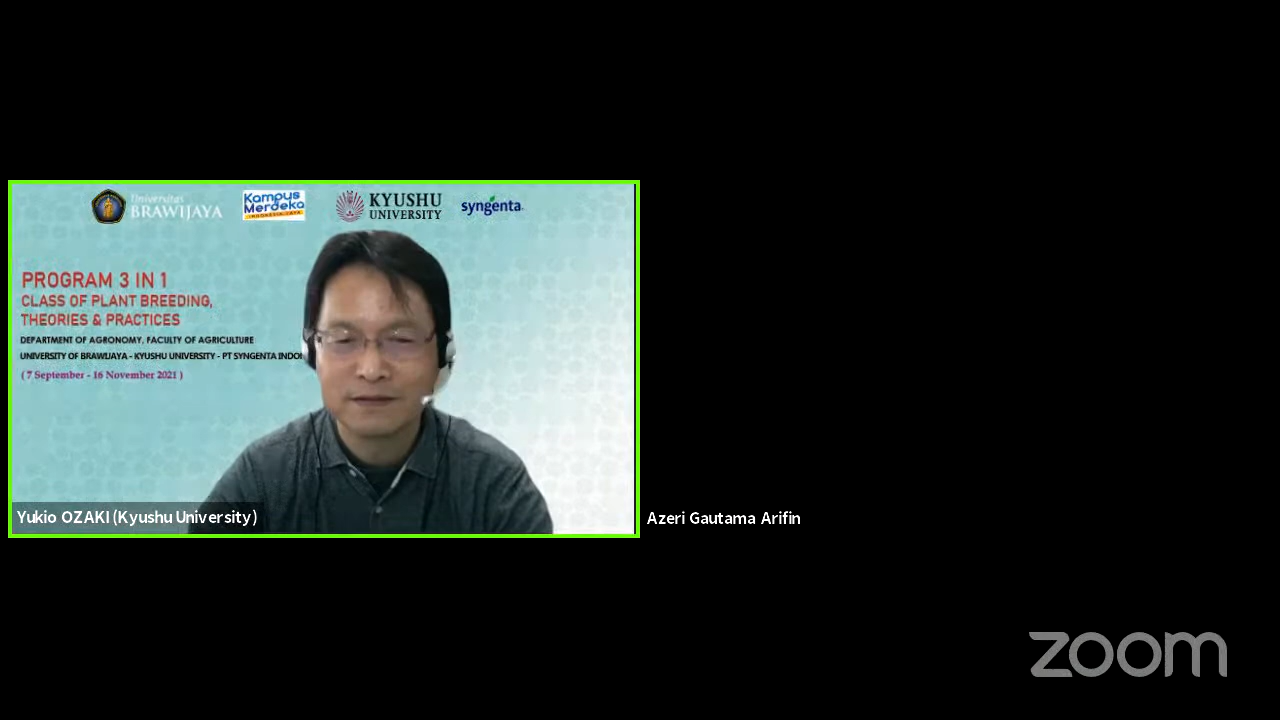 Universitas
BRAWIJAYA
Kampus
Merdeka
INDONESIA JAYA
KYUSHU
UNIVERSITY
syngenta
PROGRAM 3 IN 1
CLASS OF PLANT BREEDING,
THEORIES & PRACTICES
DEPARTMENT OF AGRONOMY, FACULTY OF AGRICULTURE
UNIVERSITY OF BRAWIJAYA - KYUSHU UNIVERSITY - PT SYNGENTA INDO
( 7 September - 16 November 2021 )
Yukio OZAKI (Kyushu University)
Azeri Gautama Arifin
zoom